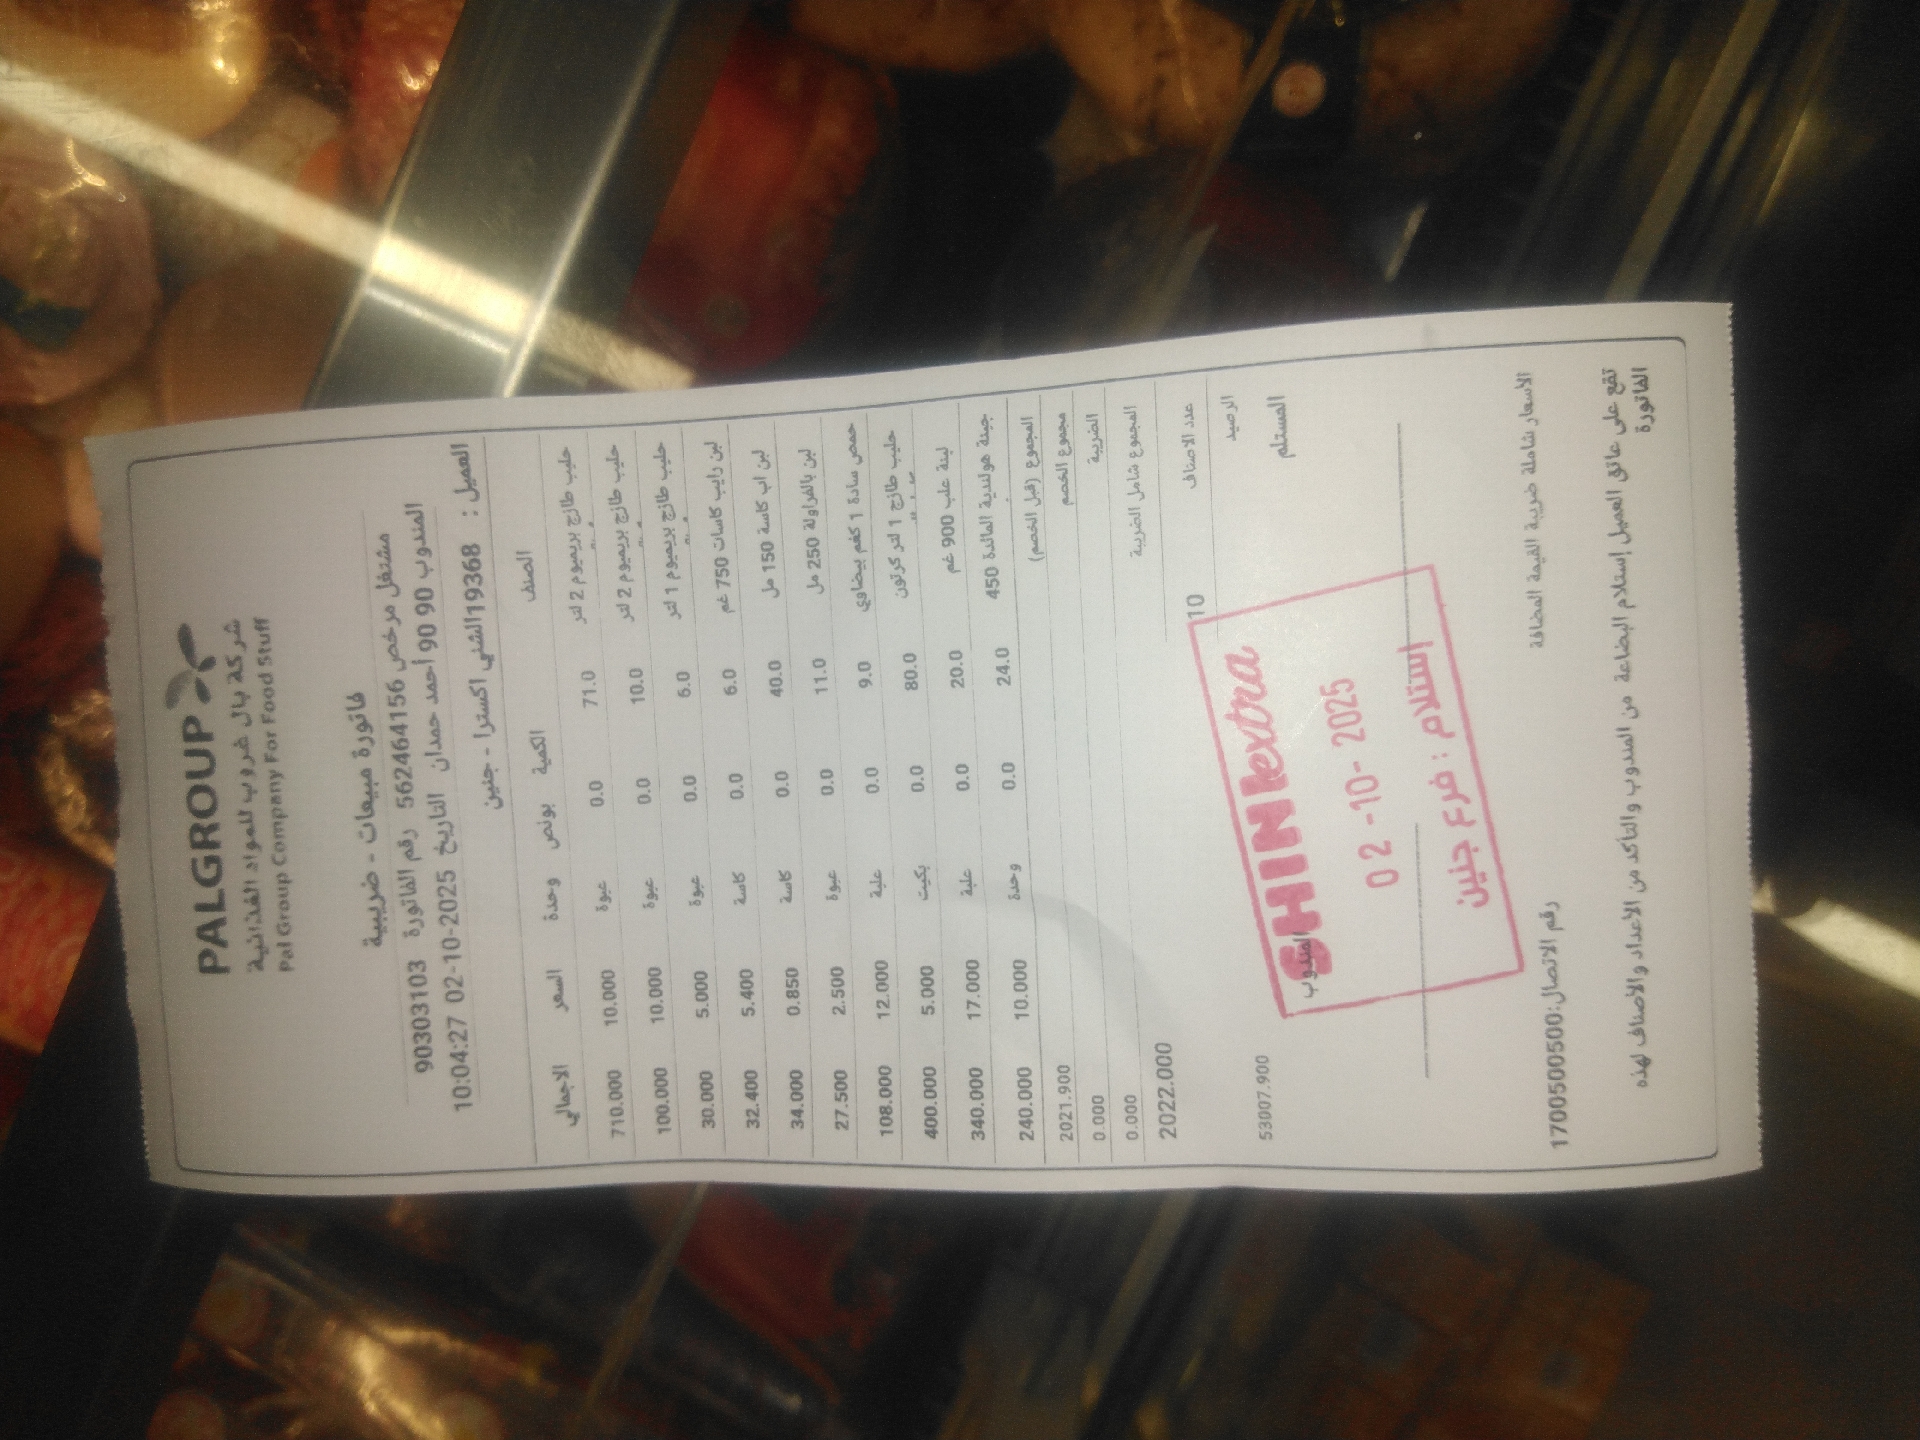 PALGROUP
شركة بال غروب للمواد الغذائية
Pal Group Company For Food Stuff
فاتورة مبيعات - ضريبية
مشتغل مرخص 562464156 رقم الفاتورة 90303103
المندوب 90 90 أحمد حمدان التاريخ 2025-10-02 10:04:27
العميل : 19368الشني اكسترا - جنين
الصنف الكمية بونص وحدة السعر الاجمالي
حليب طازج بريميوم 2 لتر 71.0 0.0 عبوة 10.000 710.000
حليب طازج بريميوم 2 لتر 10.0 0.0 عبوة 10.000 100.000
حليب طازج بريميوم 1 لتر 6.0 0.0 عبوة 5.000 30.000
لبن رايب كاسات 750 غم 6.0 0.0 كاسة 5.400 32.400
لبن اب كاسة 150 مل 40.0 0.0 كاسة 0.850 34.000
لبن بالفراولة 250 مل 11.0 0.0 عبوة 2.500 27.500
حمص سادة 1 كغم بيضاوي 9.0 0.0 علبة 12.000 108.000
حليب طازج 1 لتر كرتون 80.0 0.0 بكيت 5.000 400.000
لبنة علب 900 غم 20.0 0.0 علبة 17.000 340.000
جبنة هولندية المائدة 450 24.0 0.0 وحدة 10.000 240.000
المجموع (قبل الخصم) 2021.900
مجموع الخصم 0.000
الضريبة 0.000
المجموع شامل الضريبة 2022.000
عدد الاصناف 10
الرصيد 53007.900
المستلم المندوب
SHINI extra
02 -10- 2025
إستلام : فرع جنين
الاسعار شاملة ضريبة القيمة المضافة
رقم الاتصال:1700500500
تقع على عاتق العميل إستلام البضاعة من المندوب والتأكد من الأعداد والأصناف لهذه
الفاتورة